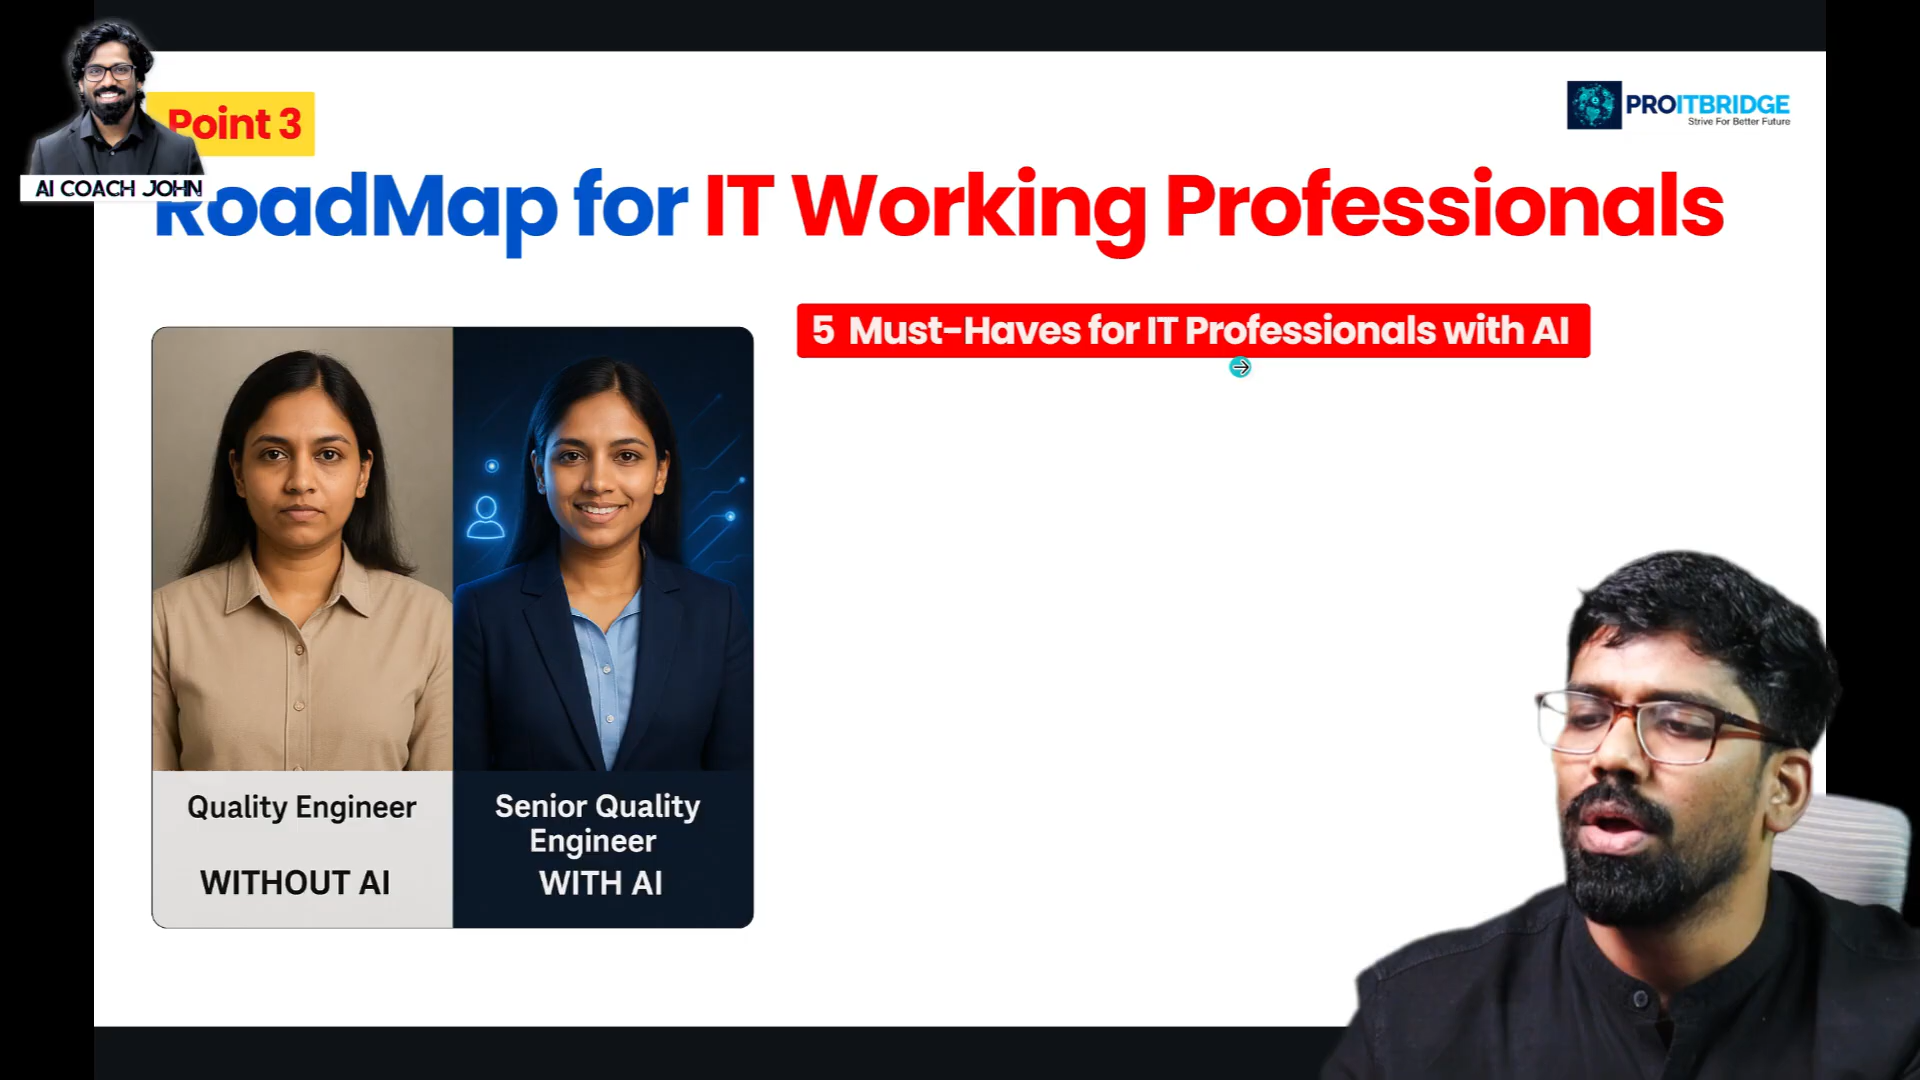 Point 3
PROITBRIDGE
Strive For Better Future
AI COACH JOHN
RoadMap for IT Working Professionals
5 Must-Haves for IT Professionals with AI
Quality Engineer
WITHOUT AI
Senior Quality
Engineer
WITH AI